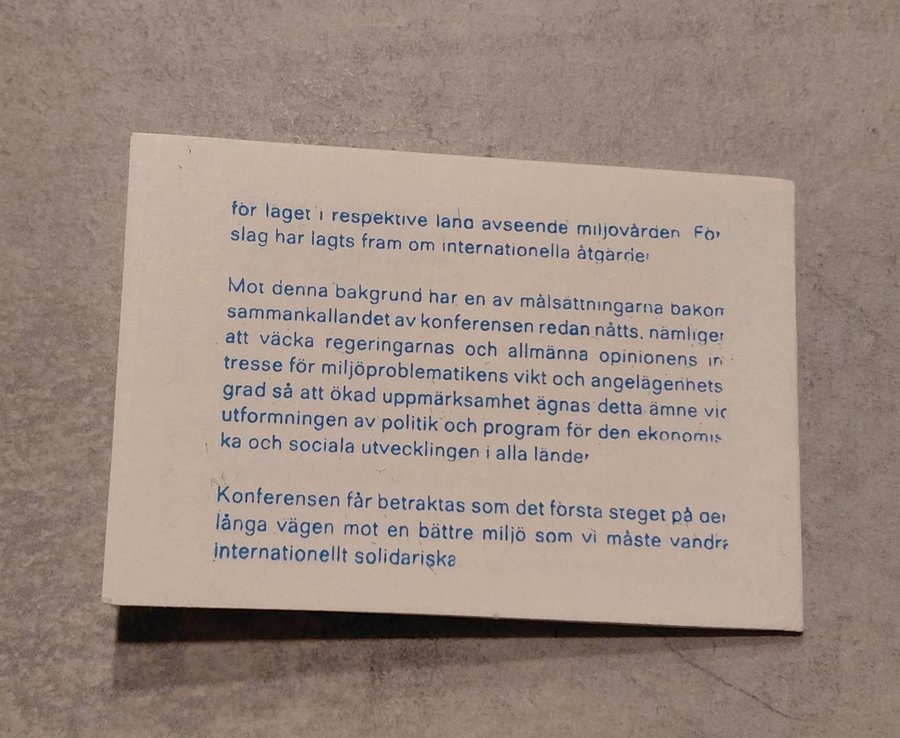 för läget i respektive land avseende miljövården. För
slag har lagts fram om internationella åtgärder
Mot denna bakgrund har en av målsättningarna bakom
sammankallandet av konferensen redan nåtts, nämligen
att väcka regeringarnas och allmänna opinionens in
tresse för miljöproblematikens vikt och angelägenhets
grad så att ökad uppmärksamhet ägnas detta ämne vid
utformningen av politik och program för den ekonomis-
ka och sociala utvecklingen i alla länder
Konferensen får betraktas som det första steget på den
långa vägen mot en bättre miljö som vi måste vandra
internationellt solidariska